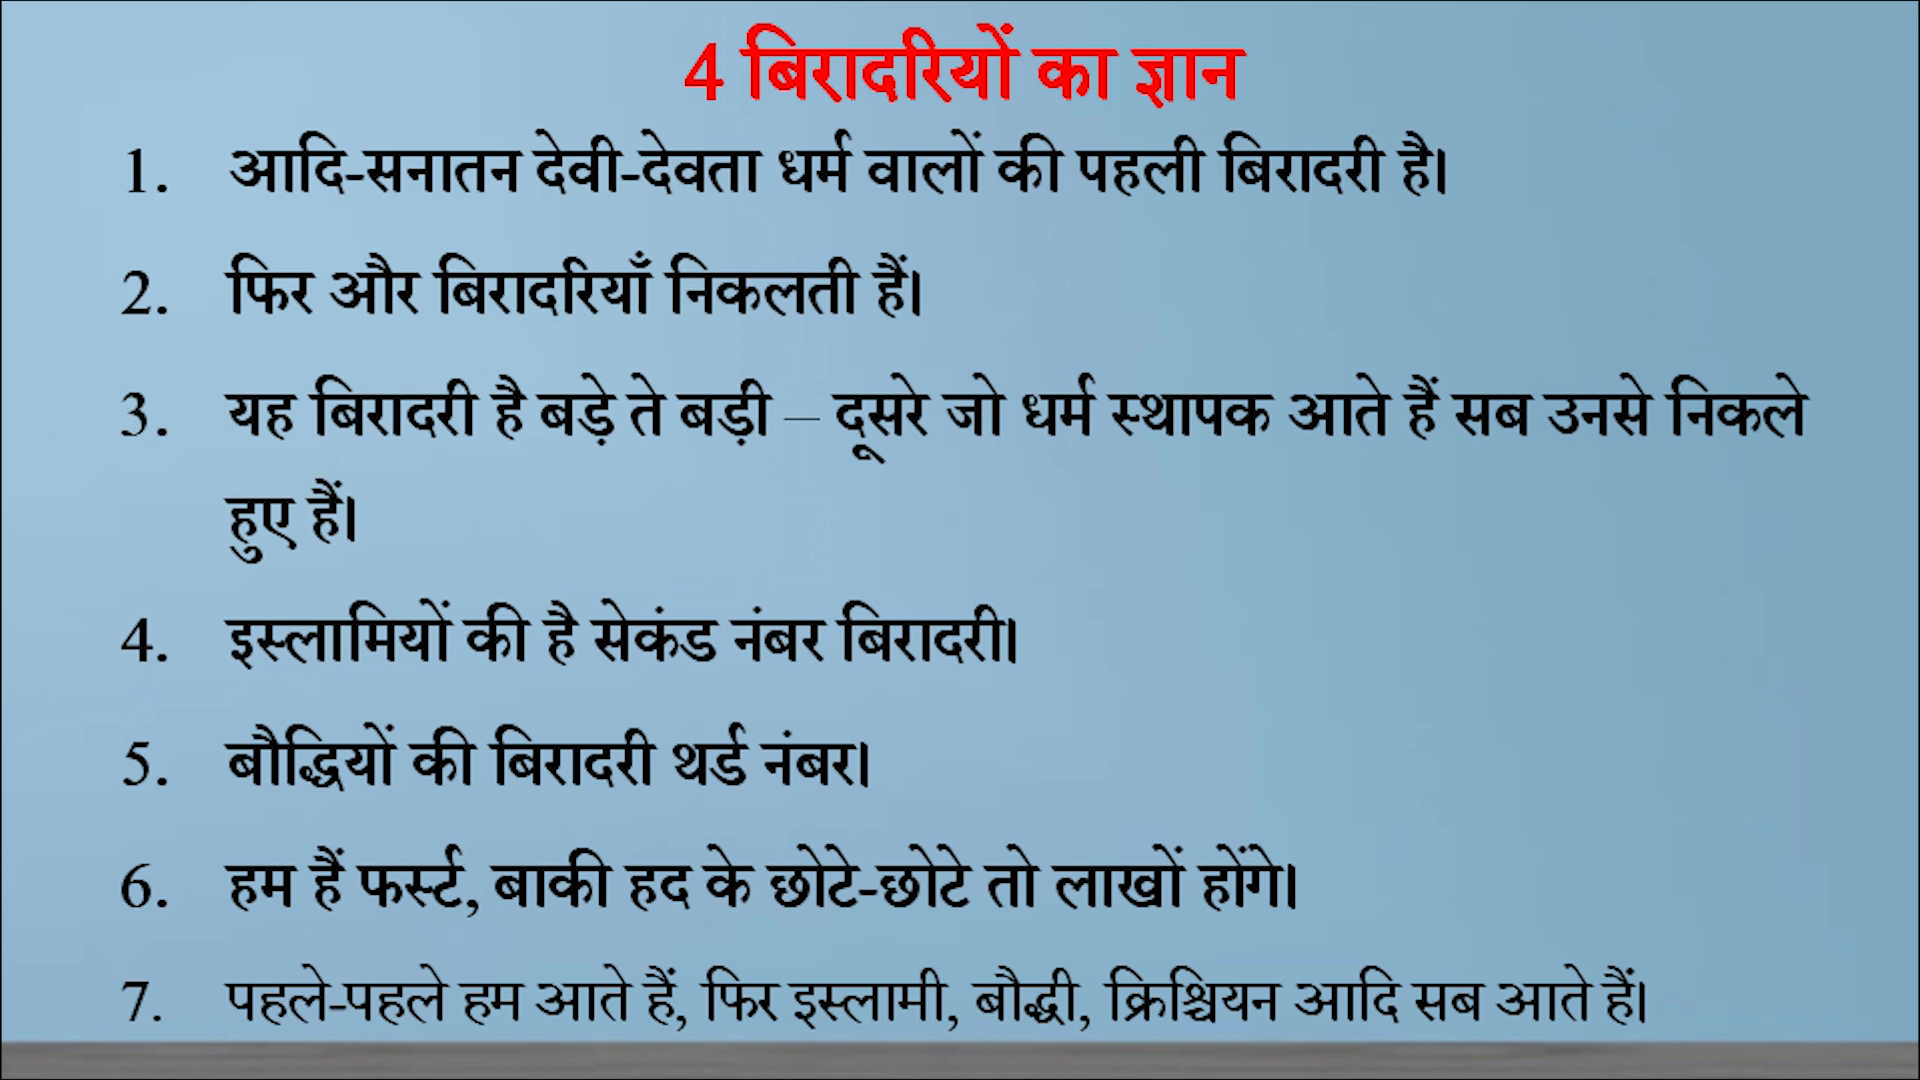 4 बिरादरियों का ज्ञान
1. आदि-सनातन देवी-देवता धर्म वालों की पहली बिरादरी है।
2. फिर और बिरादरियाँ निकलती हैं।
3. यह बिरादरी है बड़े ते बड़ी – दूसरे जो धर्म स्थापक आते हैं सब उनसे निकले
हुए हैं।
4. इस्लामियों की है सेकंड नंबर बिरादरी।
5. बौद्धियों की बिरादरी थर्ड नंबर।
6. हम हैं फर्स्ट, बाकी हद के छोटे-छोटे तो लाखों होंगे।
7. पहले-पहले हम आते हैं, फिर इस्लामी, बौद्धी, क्रिश्चियन आदि सब आते हैं।